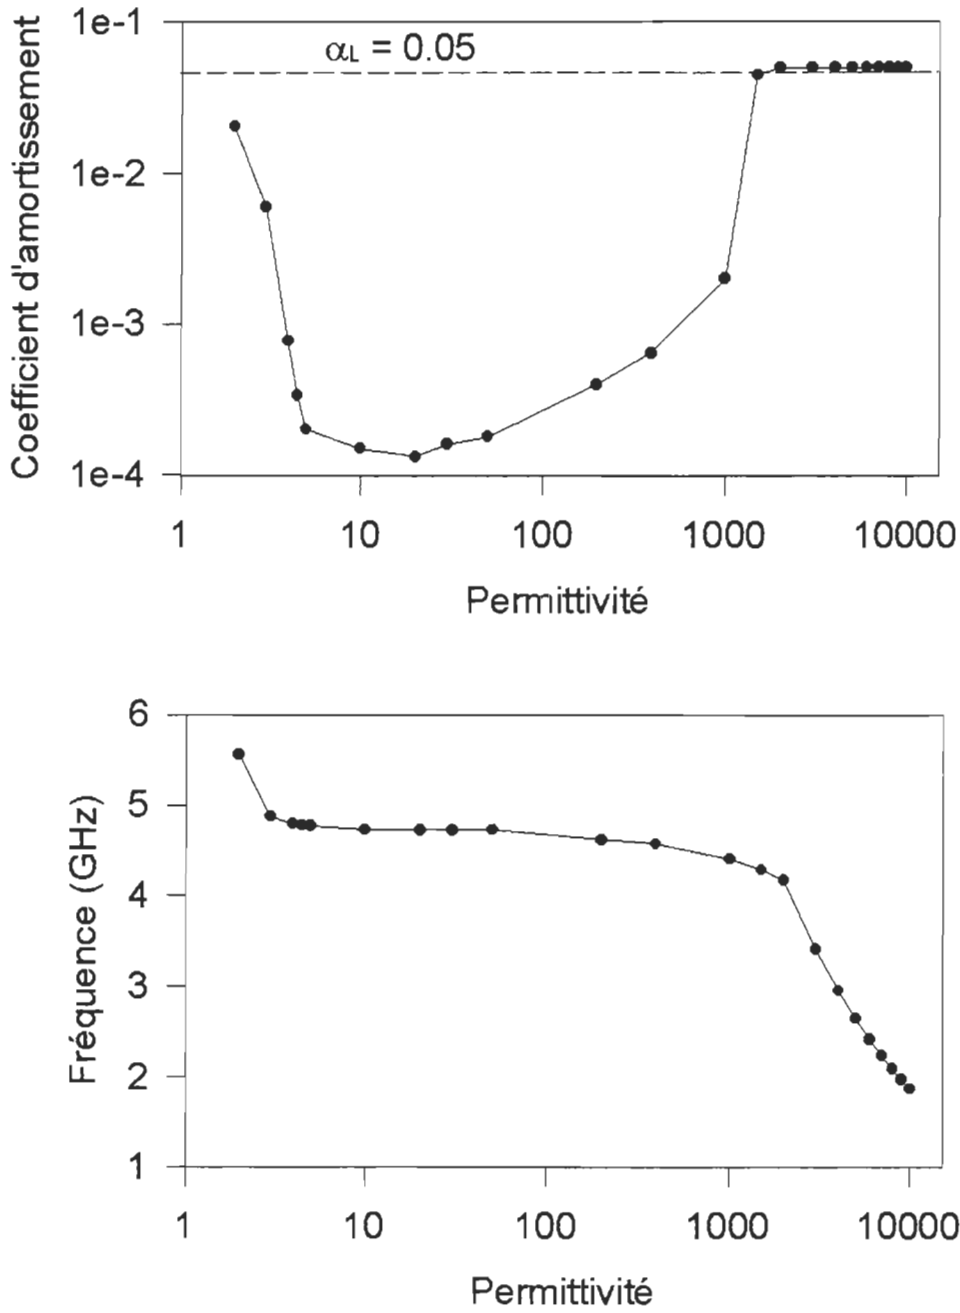 1e-1
αL = 0.05
1e-2
1e-3
1e-4
Coefficient d'amortissement
1
10
100
1000
10000
Permittivité
6
5
4
3
2
1
Fréquence (GHz)
1
10
100
1000
10000
Permittivité